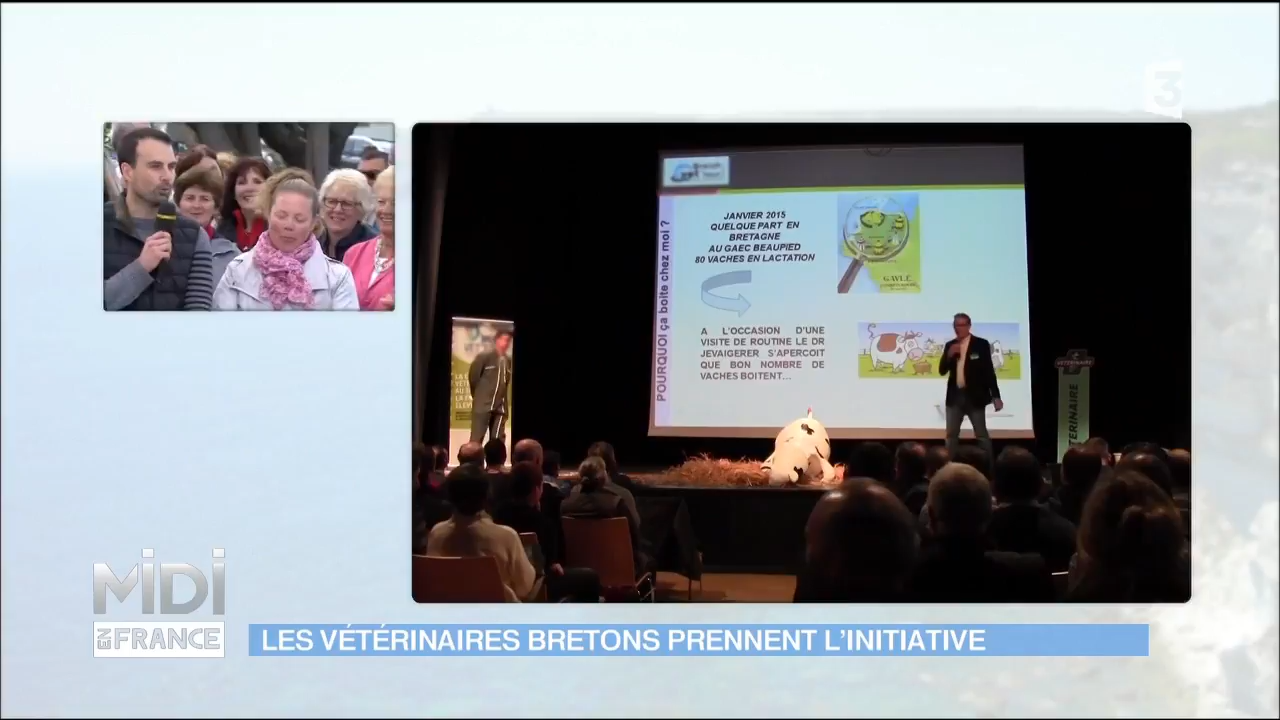 3
POURQUOI ça boite chez moi ?
JANVIER 2015
QUELQUE PART EN
BRETAGNE
AU GAEC BEAUPIED
80 VACHES EN LACTATION
A L'OCCASION D'UNE
VISITE DE ROUTINE LE DR
JEVAIGERER S'APERCOIT
QUE BON NOMBRE DE
VACHES BOITENT...
VÉTÉRINAIRE
MiDi
EN FRANCE
LES VÉTÉRINAIRES BRETONS PRENNENT L'INITIATIVE